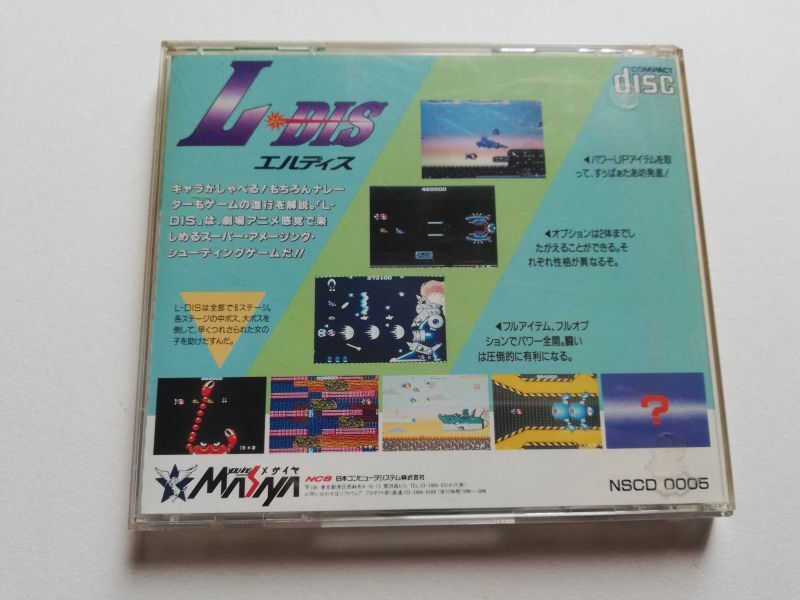 L-DIS
エルディス
COMPACT
disc
キャラがしゃべる!もちろんナレー
ターもゲームの進行を解説。「L-
DIS」は、劇場アニメ感覚で楽
しめるスーパー・アメージング・
シューティングゲームだ!!
◀パワーUPアイテムを取
って、すぅぱぁたあ坊発進!
◀オプションは2体までし
たがえることができる。そ
れぞれ性格が異なるぞ。
L-DISは全部で6ステージ。
各ステージの中ボス、大ボスを
倒して、早くつれさられた女の
子を助けだすんだ。
◀フルアイテム、フルオプ
ションでパワー全開。闘い
は圧倒的に有利になる。
469500
273100
?
メサイヤ
MASAYA
NCS 日本コンピュータシステム株式会社
NSCD 0005